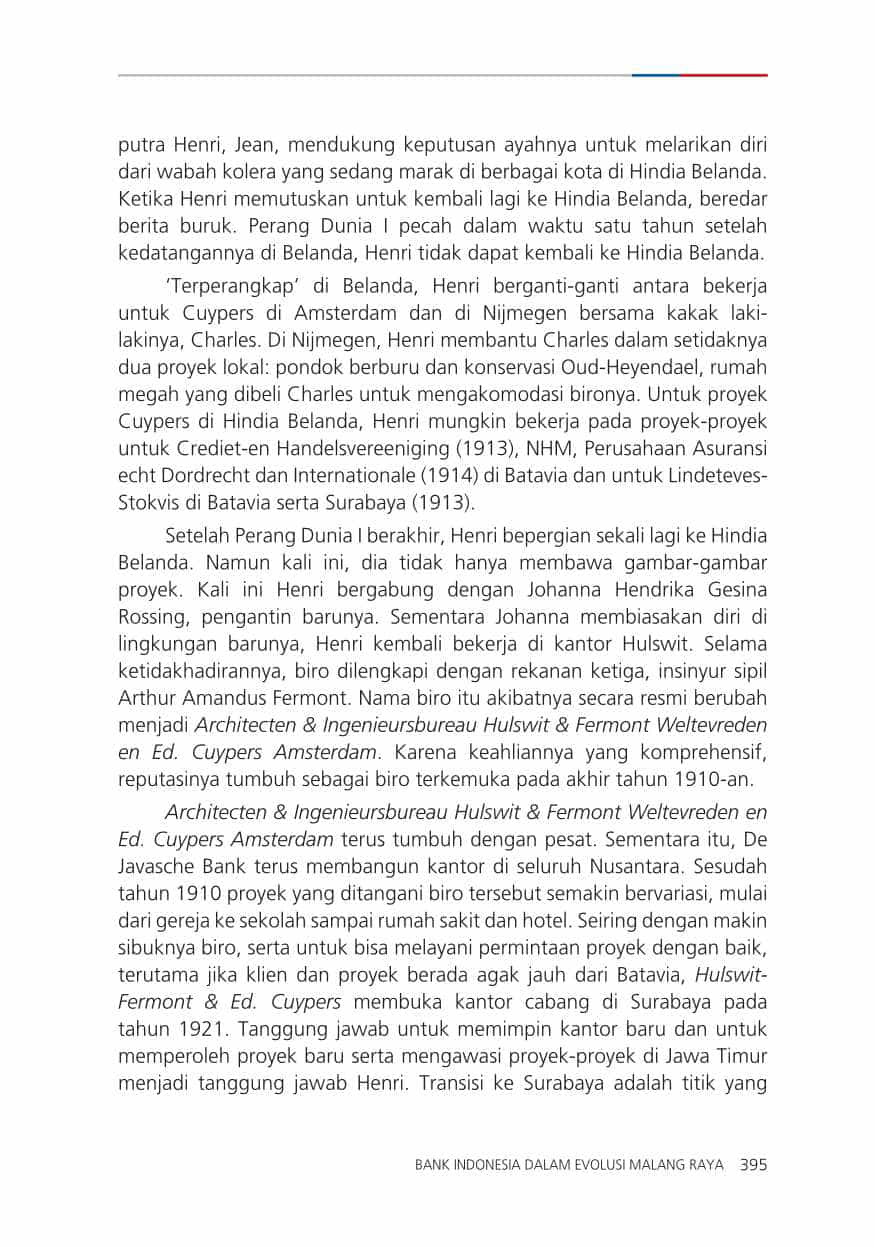 putra Henri, Jean, mendukung keputusan ayahnya untuk melarikan diri
dari wabah kolera yang sedang marak di berbagai kota di Hindia Belanda.
Ketika Henri memutuskan untuk kembali lagi ke Hindia Belanda, beredar
berita buruk. Perang Dunia I pecah dalam waktu satu tahun setelah
kedatangannya di Belanda, Henri tidak dapat kembali ke Hindia Belanda.
‘Terperangkap’ di Belanda, Henri berganti-ganti antara bekerja
untuk Cuypers di Amsterdam dan di Nijmegen bersama kakak laki-
lakinya, Charles. Di Nijmegen, Henri membantu Charles dalam setidaknya
dua proyek lokal: pondok berburu dan konservasi Oud-Heyendael, rumah
megah yang dibeli Charles untuk mengakomodasi bironya. Untuk proyek
Cuypers di Hindia Belanda, Henri mungkin bekerja pada proyek-proyek
untuk Crediet-en Handelsvereeniging (1913), NHM, Perusahaan Asuransi
echt Dordrecht dan Internationale (1914) di Batavia dan untuk Lindeteves-
Stokvis di Batavia serta Surabaya (1913).
Setelah Perang Dunia I berakhir, Henri bepergian sekali lagi ke Hindia
Belanda. Namun kali ini, dia tidak hanya membawa gambar-gambar
proyek. Kali ini Henri bergabung dengan Johanna Hendrika Gesina
Rossing, pengantin barunya. Sementara Johanna membiasakan diri di
lingkungan barunya, Henri kembali bekerja di kantor Hulswit. Selama
ketidakhadirannya, biro dilengkapi dengan rekanan ketiga, insinyur sipil
Arthur Amandus Fermont. Nama biro itu akibatnya secara resmi berubah
menjadi Architecten & Ingenieursbureau Hulswit & Fermont Weltevreden
en Ed. Cuypers Amsterdam. Karena keahliannya yang komprehensif,
reputasinya tumbuh sebagai biro terkemuka pada akhir tahun 1910-an.
Architecten & Ingenieursbureau Hulswit & Fermont Weltevreden en
Ed. Cuypers Amsterdam terus tumbuh dengan pesat. Sementara itu, De
Javasche Bank terus membangun kantor di seluruh Nusantara. Sesudah
tahun 1910 proyek yang ditangani biro tersebut semakin bervariasi, mulai
dari gereja ke sekolah sampai rumah sakit dan hotel. Seiring dengan makin
sibuknya biro, serta untuk bisa melayani permintaan proyek dengan baik,
terutama jika klien dan proyek berada agak jauh dari Batavia, Hulswit-
Fermont & Ed. Cuypers membuka kantor cabang di Surabaya pada
tahun 1921. Tanggung jawab untuk memimpin kantor baru dan untuk
memperoleh proyek baru serta mengawasi proyek-proyek di Jawa Timur
menjadi tanggung jawab Henri. Transisi ke Surabaya adalah titik yang
BANK INDONESIA DALAM EVOLUSI MALANG RAYA 395